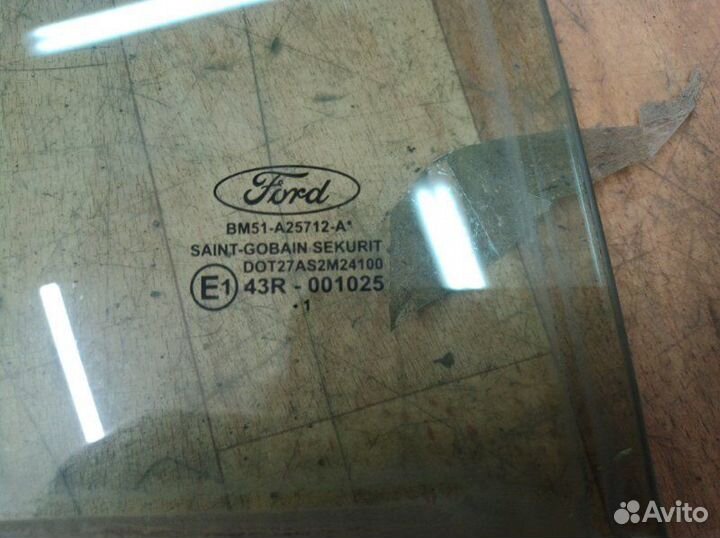 Ford
BM51-A25712-A*
SAINT-GOBAIN SEKURIT
DOT27AS2M24100
E1 43R - 001025
• 1
Avito